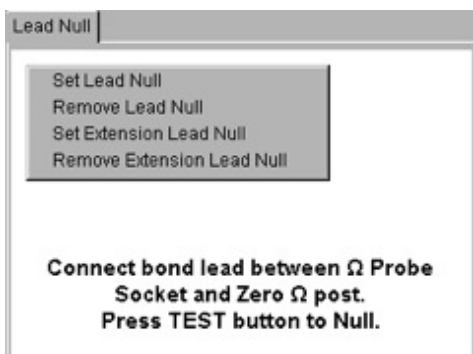 Lead Null
Set Lead Null
Remove Lead Null
Set Extension Lead Null
Remove Extension Lead Null
Connect bond lead between Ω Probe
Socket and Zero Ω post.
Press TEST button to Null.